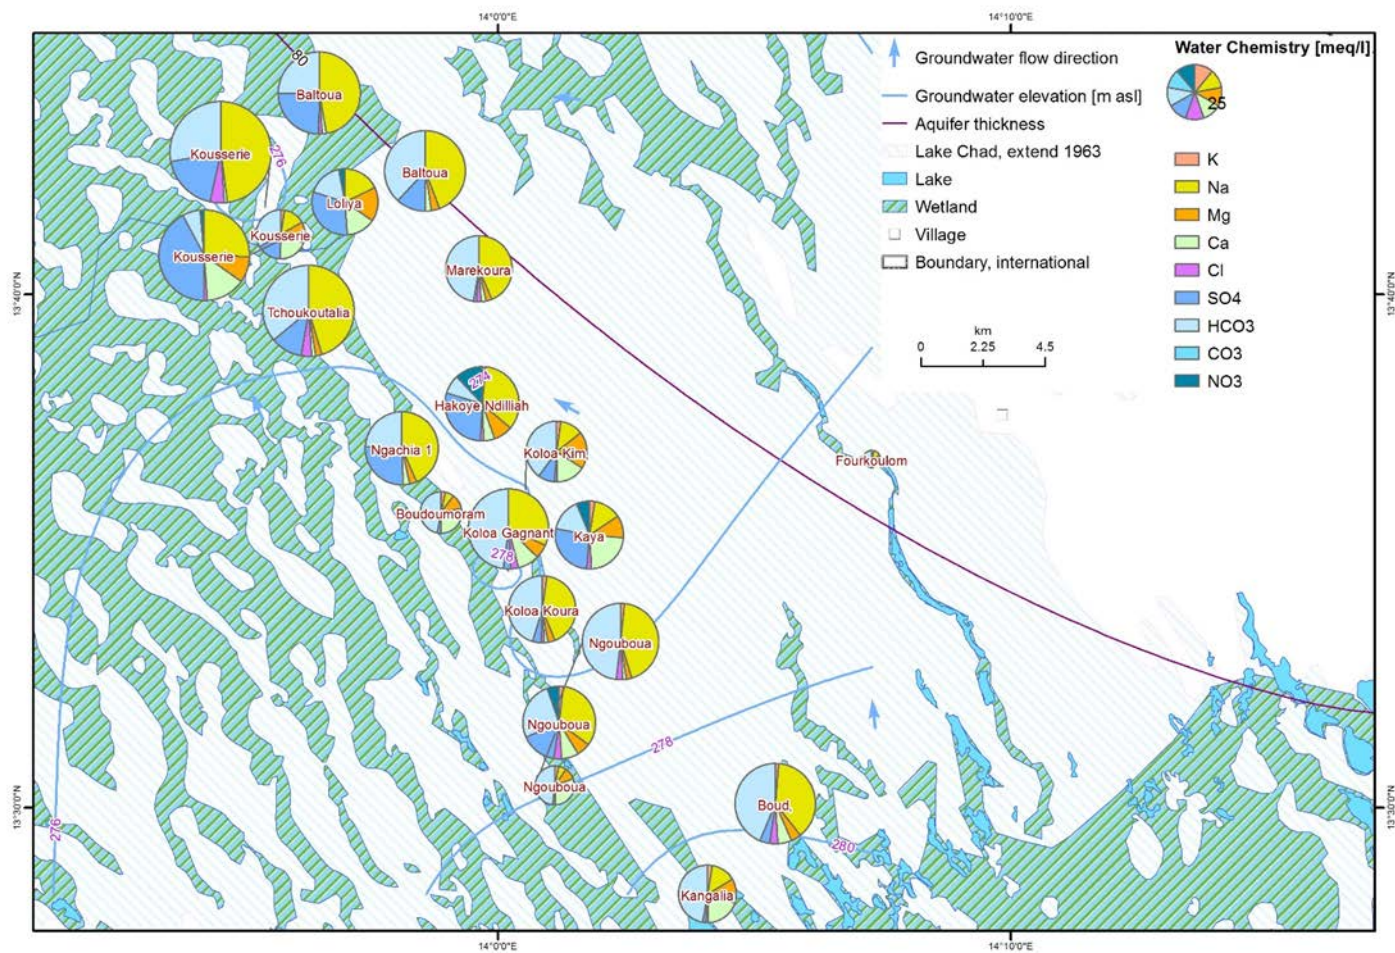 14°0'0"E
14°10'0"E
80
Baltoua
Kousserie
276
Baltoua
Loliya
Kousserie
Kousserie
Marekoura
Tchoukoutalia
274
Hakoye Ndilliah
Ngachia 1
Koloa Kim.
Fourkoulom
Boudoumoram
Koloa Gagnant
Kaya
278
Koloa Koura
Ngouboua
Ngouboua
278
Ngouboua
Boud.
276
280
Kangalia
Groundwater flow direction
Groundwater elevation [m asl]
Aquifer thickness
Lake Chad, extend 1963
Lake
Wetland
Village
Boundary, international
km
0 2.25 4.5
Water Chemistry [meq/l]
25
K
Na
Mg
Ca
Cl
SO4
HCO3
CO3
NO3
13°40'0"N
13°40'0"N
13°30'0"N
13°30'0"N
14°0'0"E
14°10'0"E